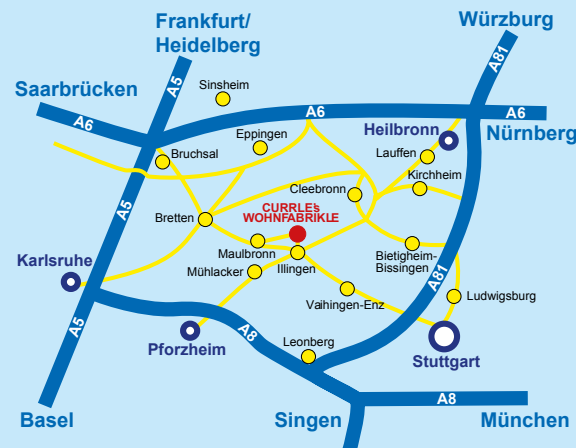 Frankfurt/
Heidelberg
Würzburg
A81
A5
Saarbrücken
Sinsheim
A6
A6
A6
Nürnberg
Heilbronn
Eppingen
Lauffen
Bruchsal
Kirchheim
Cleebronn
A5
CURRLEs
WOHNFABRIKLE
Bretten
Maulbronn
Illingen
Bietigheim-
Bissingen
Karlsruhe
Mühlacker
A81
Vaihingen-Enz
Ludwigsburg
A5
A8
Pforzheim
Leonberg
Stuttgart
A8
Basel
Singen
München